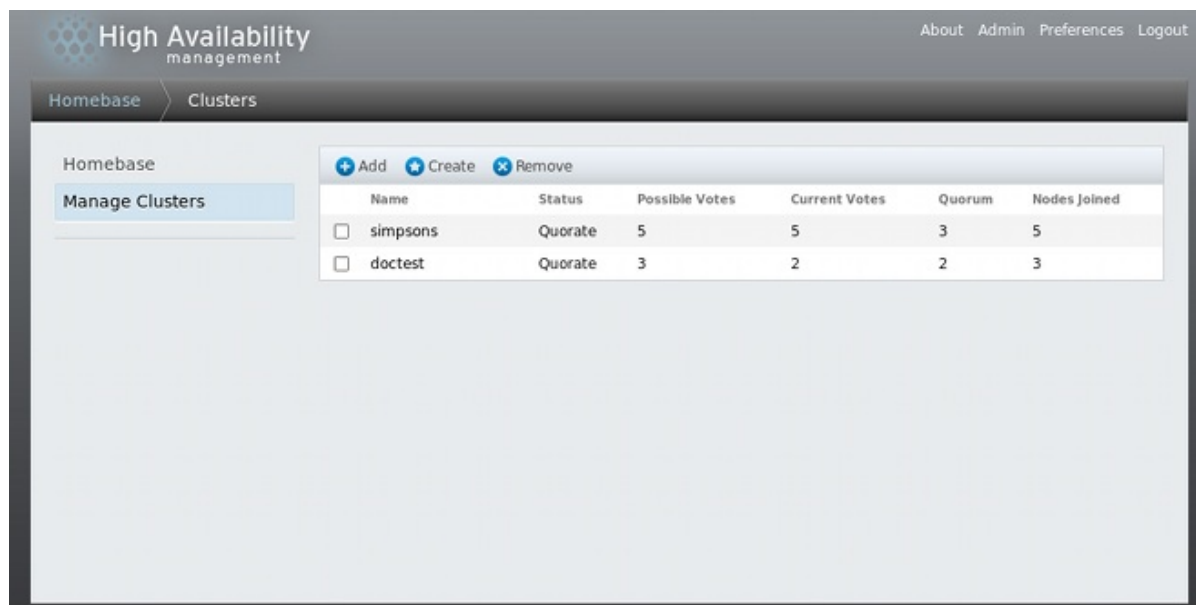 High Availability
management
About Admin Preferences Logout
Homebase Clusters
Homebase
Manage Clusters
Add Create Remove
Name Status Possible Votes Current Votes Quorum Nodes Joined
simpsons Quorate 5 5 3 5
doctest Quorate 3 2 2 3